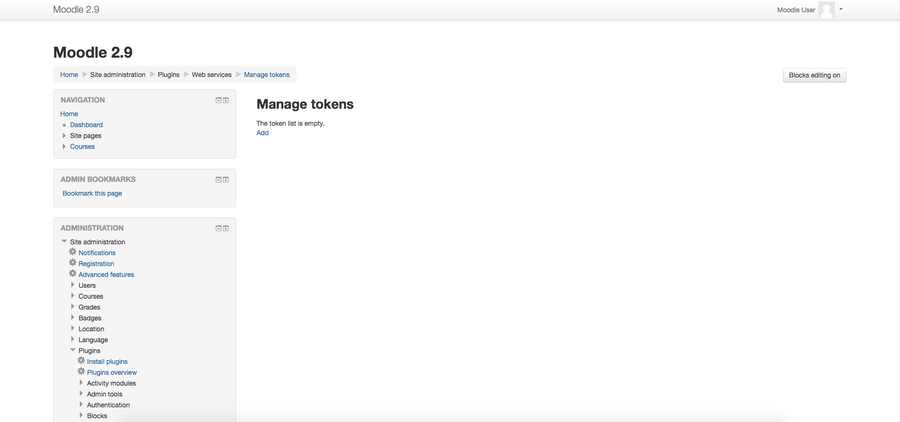 Moodle 2.9
Moodle User
Moodle 2.9
Home Site administration Plugins Web services Manage tokens
Blocks editing on
NAVIGATION
Home
Dashboard
Site pages
Courses
ADMIN BOOKMARKS
Bookmark this page
ADMINISTRATION
Site administration
Notifications
Registration
Advanced features
Users
Courses
Grades
Badges
Location
Language
Plugins
Install plugins
Plugins overview
Activity modules
Admin tools
Authentication
Blocks
Manage tokens
The token list is empty.
Add